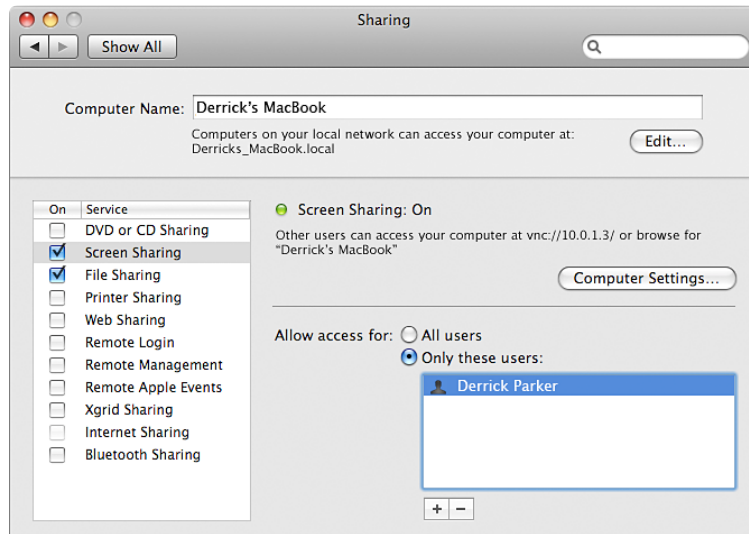 Sharing
Show All
Computer Name: Derrick's MacBook
Computers on your local network can access your computer at:
Derricks_MacBook.local
Edit...
On Service
DVD or CD Sharing
Screen Sharing
File Sharing
Printer Sharing
Web Sharing
Remote Login
Remote Management
Remote Apple Events
Xgrid Sharing
Internet Sharing
Bluetooth Sharing
Screen Sharing: On
Other users can access your computer at vnc://10.0.1.3/ or browse for
“Derrick's MacBook”
Computer Settings...
Allow access for: All users
Only these users:
Derrick Parker